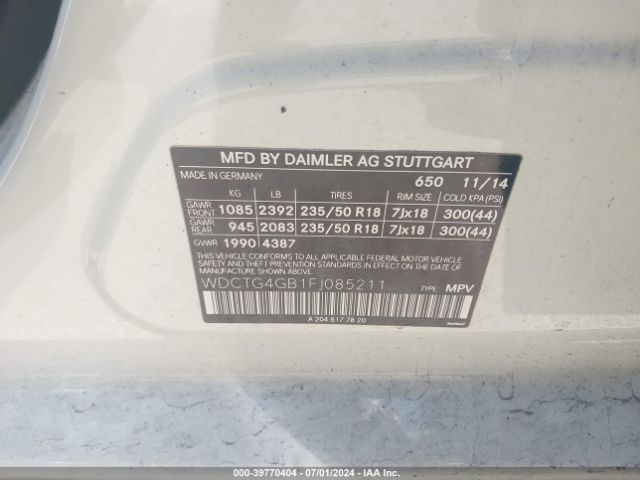 MFD BY DAIMLER AG STUTTGART
MADE IN GERMANY 650 11/14
KG LB TIRES RIM SIZE COLD KPA (PSI)
GAWR FRONT 1085 2392 235/50 R18 7Jx18 300(44)
GAWR REAR 945 2083 235/50 R18 7Jx18 300(44)
GVWR 1990 4387
THIS VEHICLE CONFORMS TO ALL APPLICABLE FEDERAL MOTOR VEHICLE
SAFETY AND THEFT PREVENTION STANDARDS IN
EFFECT ON THE DATE OF MANUFACTURE SHOWN ABOVE.
WDCTG4GB1FJ085211 TYPE MPV
A 204 817 78 20
000-39770404 / 07/01/2024 - IAA Inc.